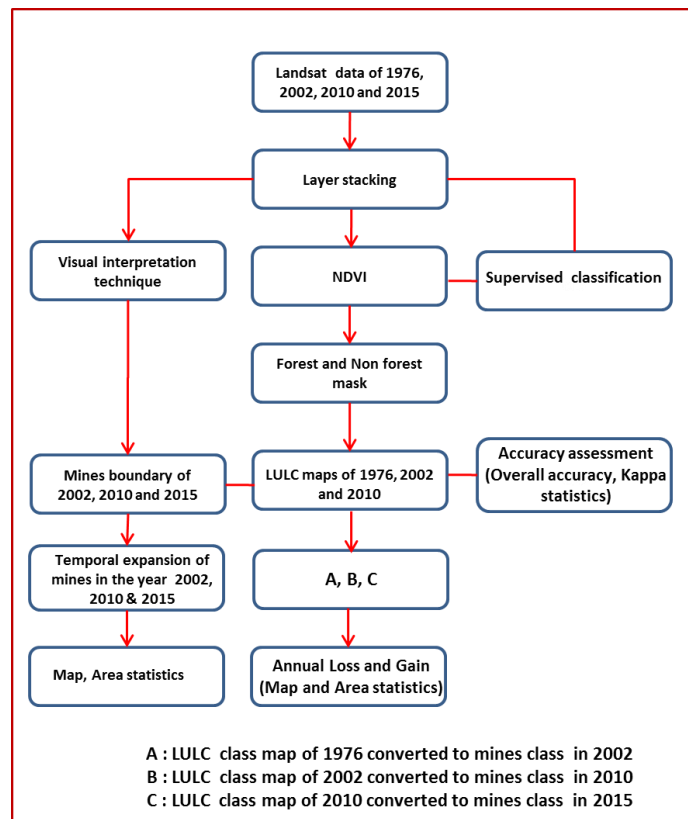 Landsat data of 1976,
2002, 2010 and 2015
Layer stacking
Visual interpretation
technique
NDVI
Supervised classification
Forest and Non forest
mask
Mines boundary of
2002, 2010 and 2015
LULC maps of 1976, 2002
and 2010
Accuracy assessment
(Overall accuracy, Kappa
statistics)
Temporal expansion of
mines in the year 2002,
2010 & 2015
A, B, C
Map, Area statistics
Annual Loss and Gain
(Map and Area statistics)
A : LULC class map of 1976 converted to mines class in 2002
B : LULC class map of 2002 converted to mines class in 2010
C : LULC class map of 2010 converted to mines class in 2015